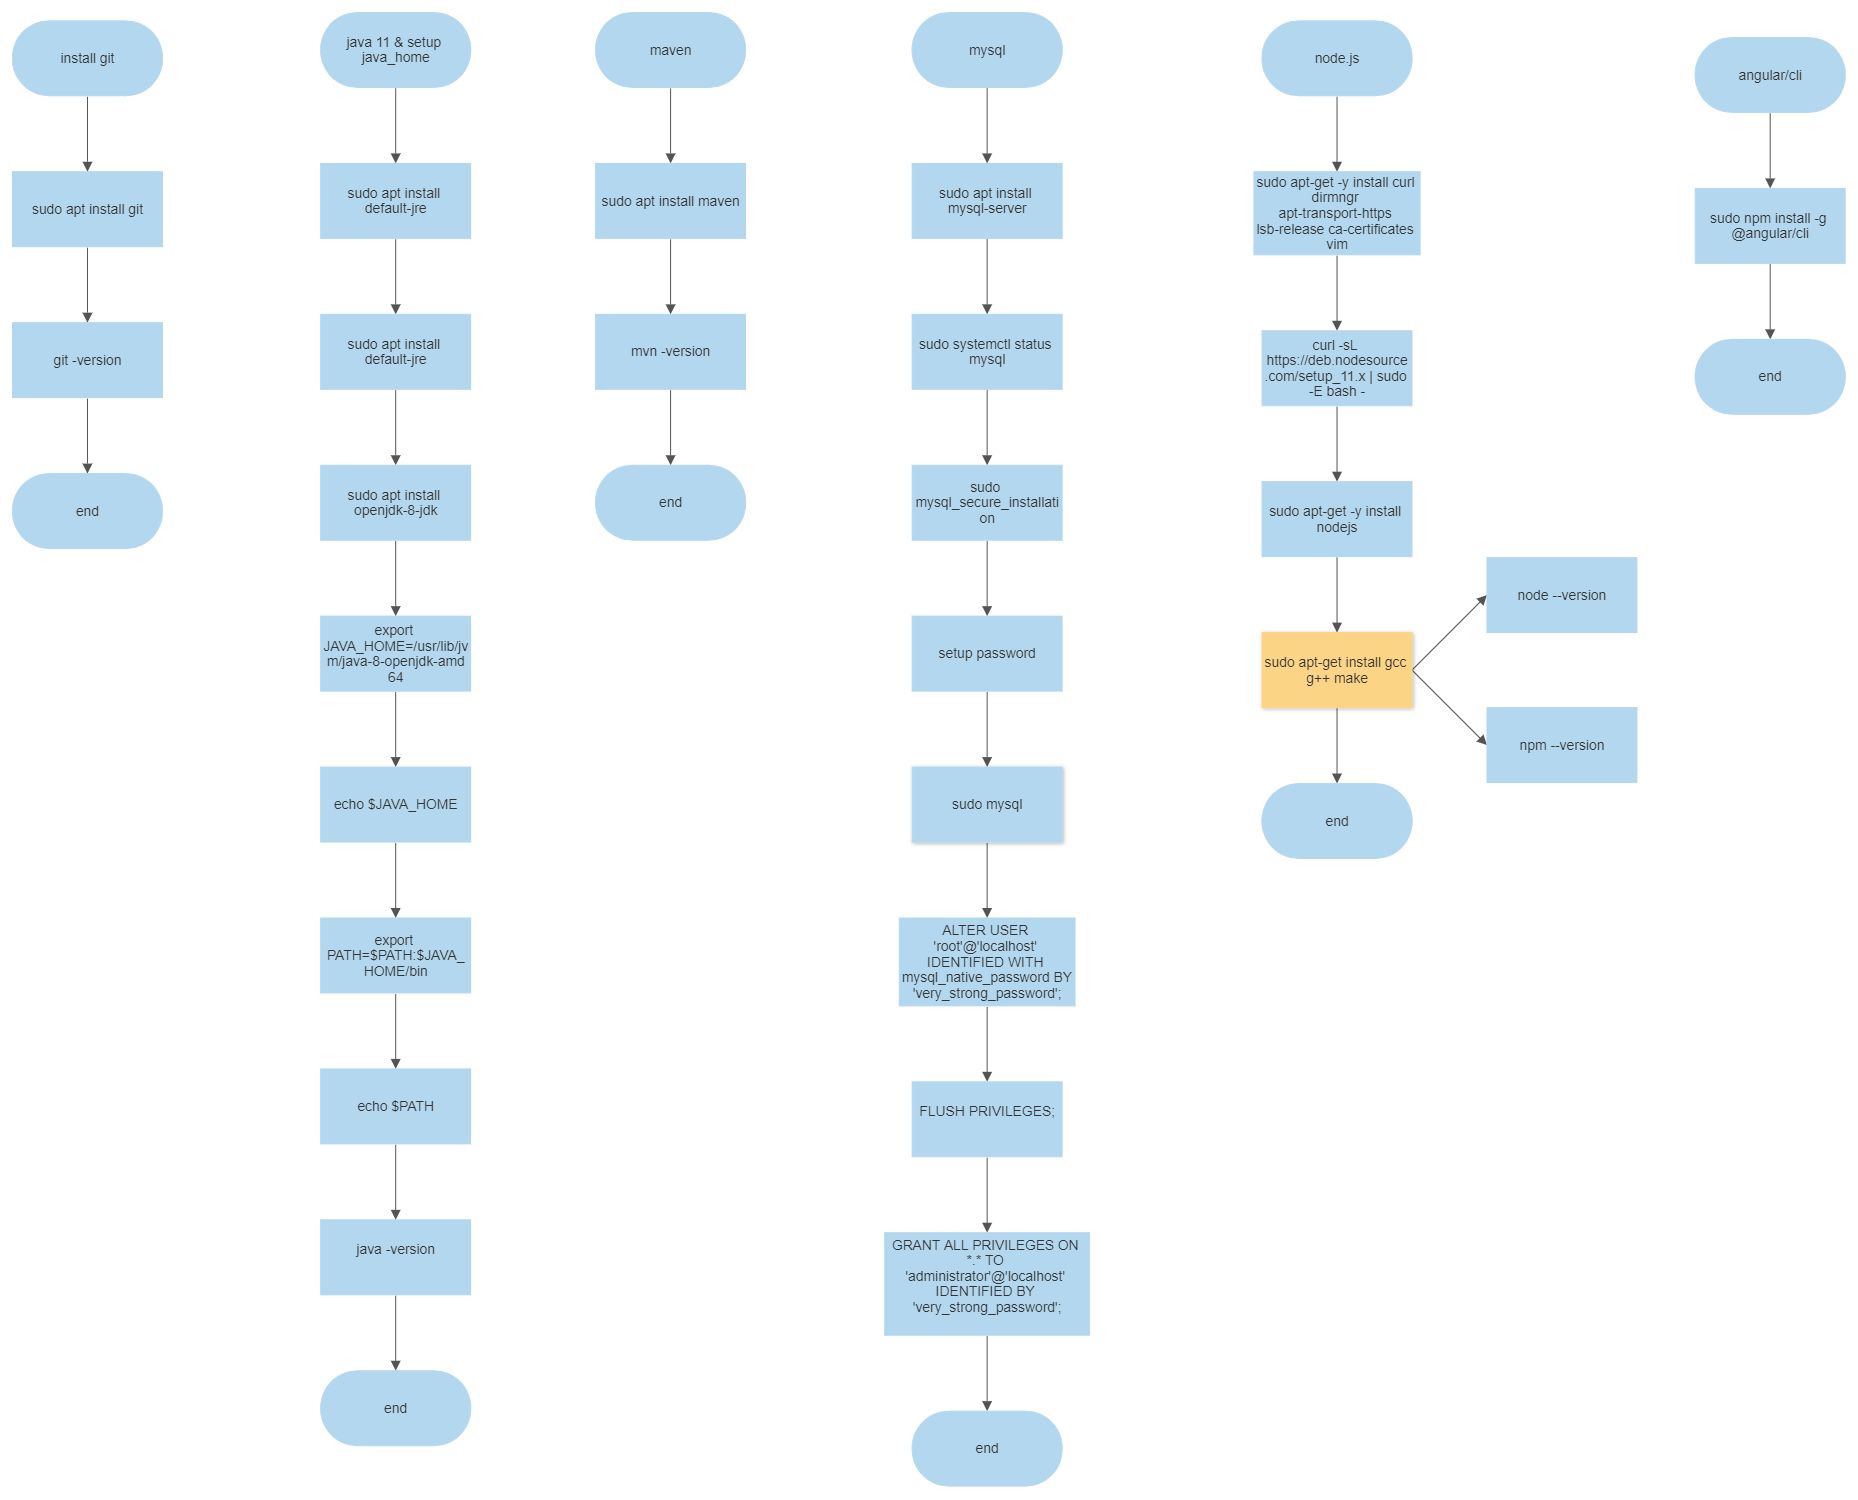 install git
sudo apt install git
git -version
end
java 11 & setup
java_home
sudo apt install
default-jre
sudo apt install
default-jre
sudo apt install
openjdk-8-jdk
export
JAVA_HOME=/usr/lib/jv
m/java-8-openjdk-amd
64
echo $JAVA_HOME
export
PATH=$PATH:$JAVA_
HOME/bin
echo $PATH
java -version
end
maven
sudo apt install maven
mvn -version
end
mysql
sudo apt install
mysql-server
sudo systemctl status
mysql
sudo
mysql_secure_installati
on
setup password
sudo mysql
ALTER USER
'root'@'localhost'
IDENTIFIED WITH
mysql_native_password BY
'very_strong_password';
FLUSH PRIVILEGES;
GRANT ALL PRIVILEGES ON
*.* TO
'administrator'@'localhost'
IDENTIFIED BY
'very_strong_password';
end
node.js
sudo apt-get -y install curl
dirmngr
apt-transport-https
lsb-release ca-certificates
vim
curl -sL
https://deb.nodesource
.com/setup_11.x | sudo
-E bash -
sudo apt-get -y install
nodejs
sudo apt-get install gcc
g++ make
node --version
npm --version
end
angular/cli
sudo npm install -g
@angular/cli
end